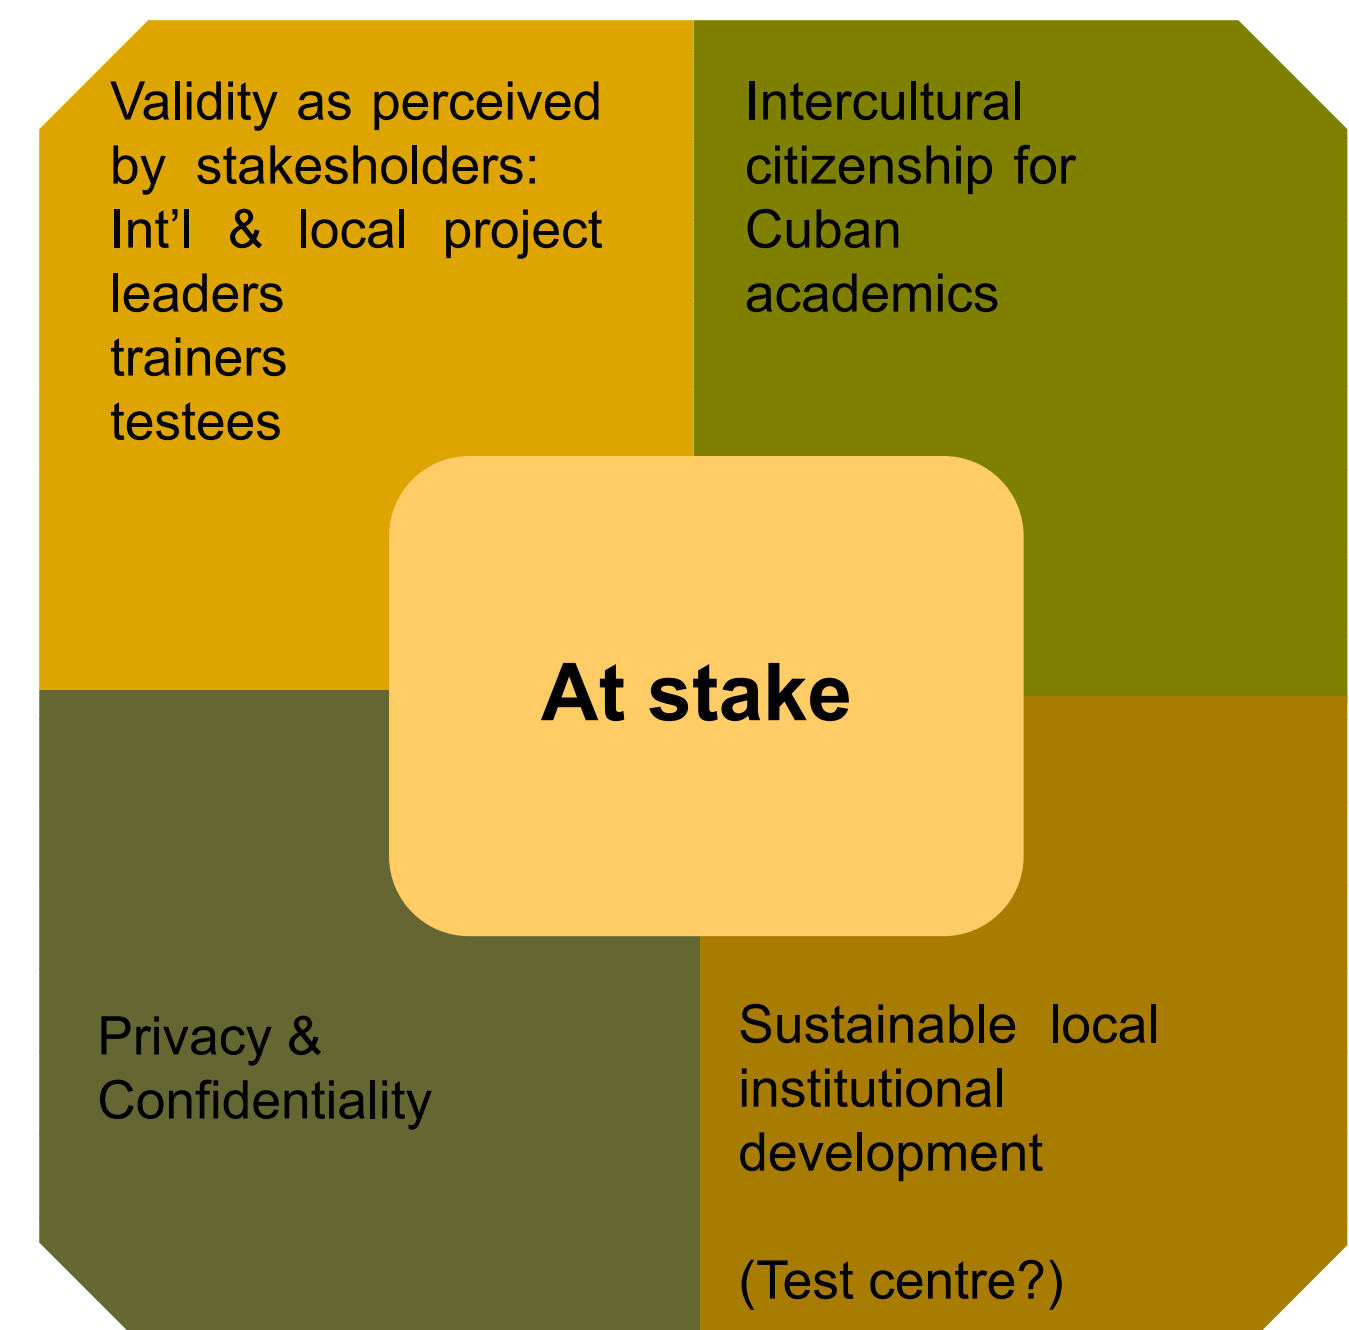 Validity as perceived
by stakesholders:
Int’l & local project
leaders
trainers
testees
Intercultural
citizenship for
Cuban
academics
At stake
Privacy &
Confidentiality
Sustainable local
institutional
development
(Test centre?)